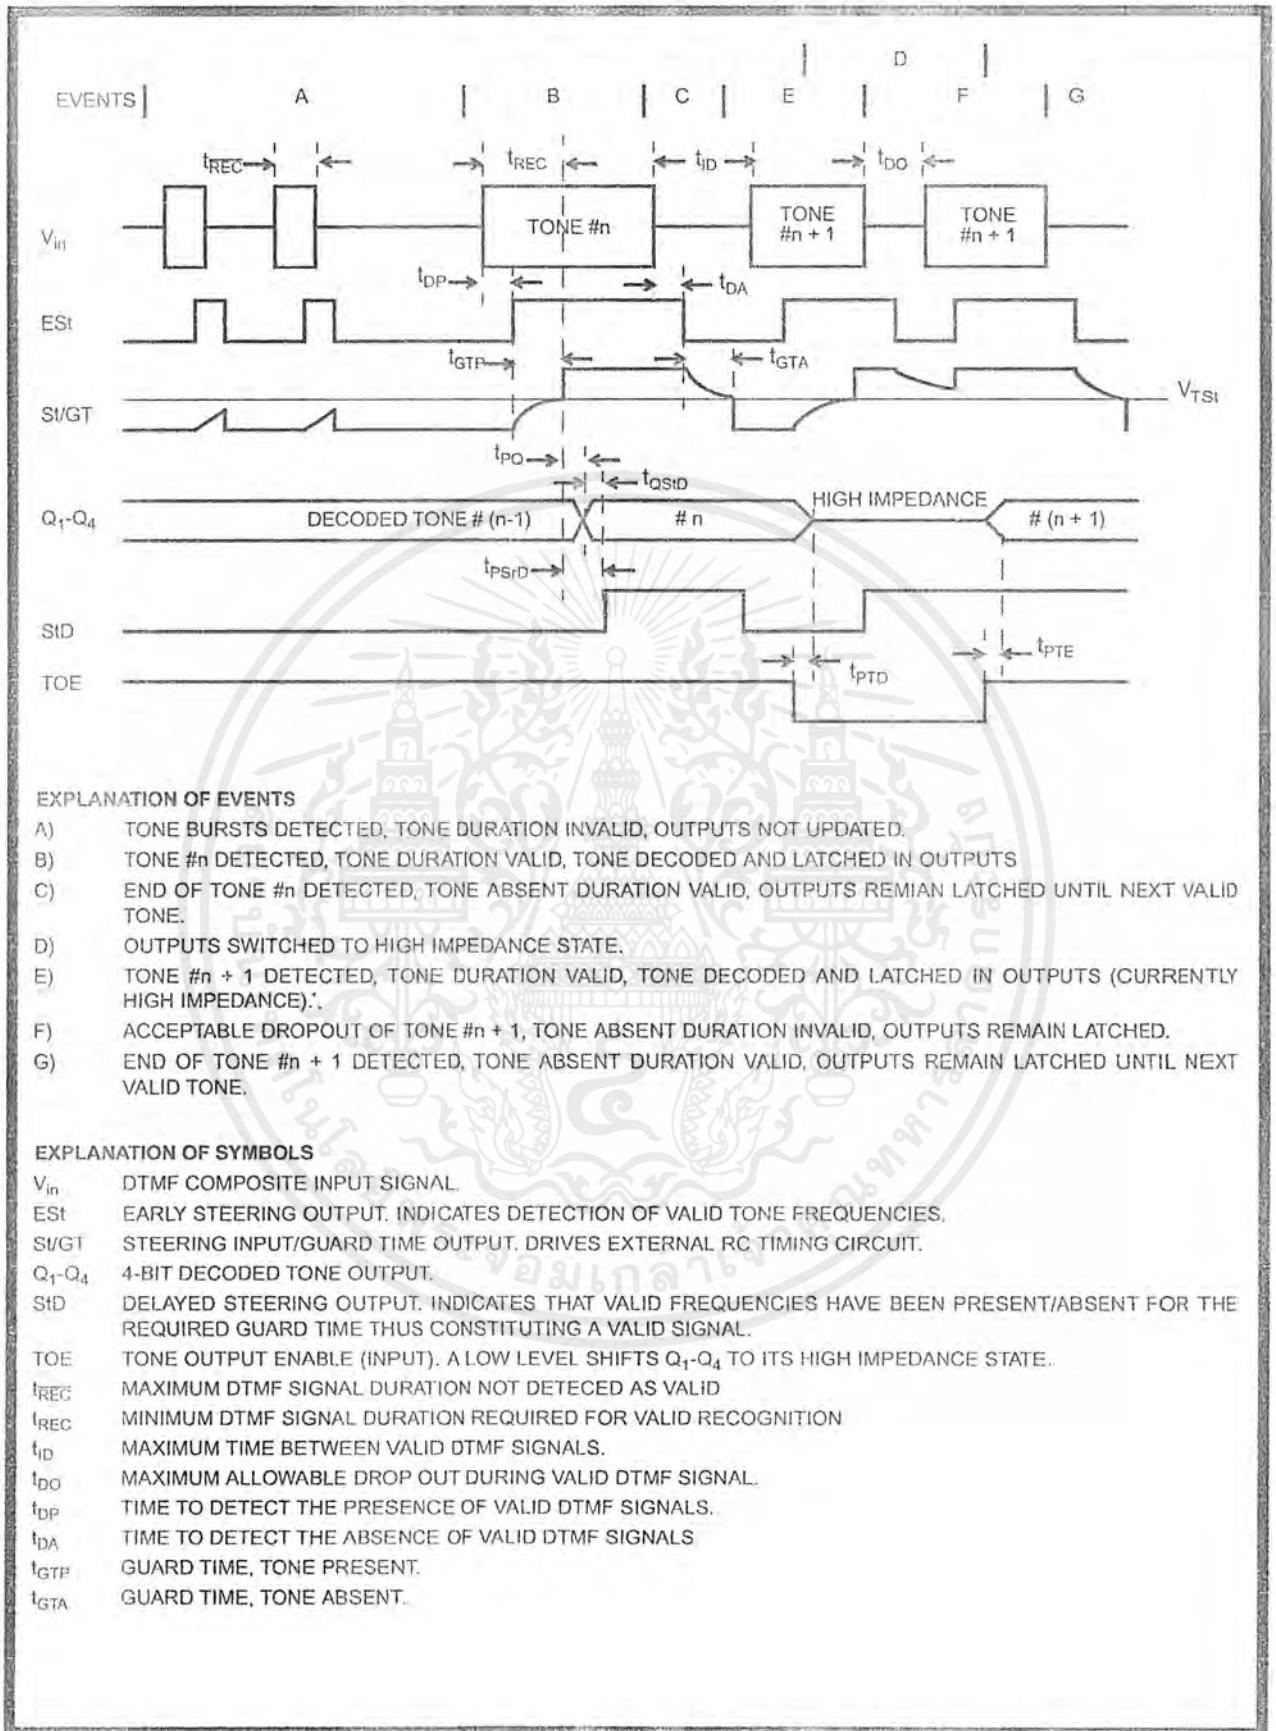 D
EVENTS A B C E F G
tREC tREC tID tDO
Vin TONE #n TONE #n + 1 TONE #n + 1
tDP tDA
ESt
tGTP tGTA
VTSt
St/GT
tPQ tQStD
Q1-Q4 DECODED TONE # (n-1) # n HIGH IMPEDANCE # (n + 1)
tPSrD
StD
tPTE
tPTD
TOE
EXPLANATION OF EVENTS
A) TONE BURSTS DETECTED, TONE DURATION INVALID, OUTPUTS NOT UPDATED.
B) TONE #n DETECTED, TONE DURATION VALID, TONE DECODED AND LATCHED IN OUTPUTS
C) END OF TONE #n DETECTED, TONE ABSENT DURATION VALID, OUTPUTS REMIAN LATCHED UNTIL NEXT VALID
TONE.
D) OUTPUTS SWITCHED TO HIGH IMPEDANCE STATE.
E) TONE #n + 1 DETECTED, TONE DURATION VALID, TONE DECODED AND LATCHED IN OUTPUTS (CURRENTLY
HIGH IMPEDANCE).
F) ACCEPTABLE DROPOUT OF TONE #n + 1, TONE ABSENT DURATION INVALID, OUTPUTS REMAIN LATCHED.
G) END OF TONE #n + 1 DETECTED, TONE ABSENT DURATION VALID, OUTPUTS REMAIN LATCHED UNTIL NEXT
VALID TONE.
EXPLANATION OF SYMBOLS
Vin DTMF COMPOSITE INPUT SIGNAL.
ESt EARLY STEERING OUTPUT. INDICATES DETECTION OF VALID TONE FREQUENCIES.
St/GT STEERING INPUT/GUARD TIME OUTPUT. DRIVES EXTERNAL RC TIMING CIRCUIT.
Q1-Q4 4-BIT DECODED TONE OUTPUT.
StD DELAYED STEERING OUTPUT. INDICATES THAT VALID FREQUENCIES HAVE BEEN PRESENT/ABSENT FOR THE
REQUIRED GUARD TIME THUS CONSTITUTING A VALID SIGNAL.
TOE TONE OUTPUT ENABLE (INPUT). A LOW LEVEL SHIFTS Q1-Q4 TO ITS HIGH IMPEDANCE STATE.
tREC MAXIMUM DTMF SIGNAL DURATION NOT DETECED AS VALID
tREC MINIMUM DTMF SIGNAL DURATION REQUIRED FOR VALID RECOGNITION
tID MAXIMUM TIME BETWEEN VALID DTMF SIGNALS.
tDO MAXIMUM ALLOWABLE DROP OUT DURING VALID DTMF SIGNAL.
tDP TIME TO DETECT THE PRESENCE OF VALID DTMF SIGNALS.
tDA TIME TO DETECT THE ABSENCE OF VALID DTMF SIGNALS
tGTP GUARD TIME, TONE PRESENT.
tGTA GUARD TIME, TONE ABSENT.